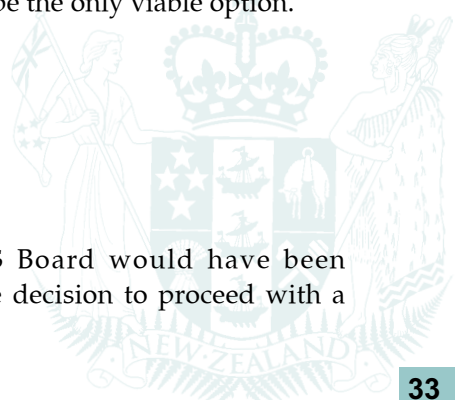 be the only viable option.
Board would have been
decision to proceed with a
NEW ZEALAND
33